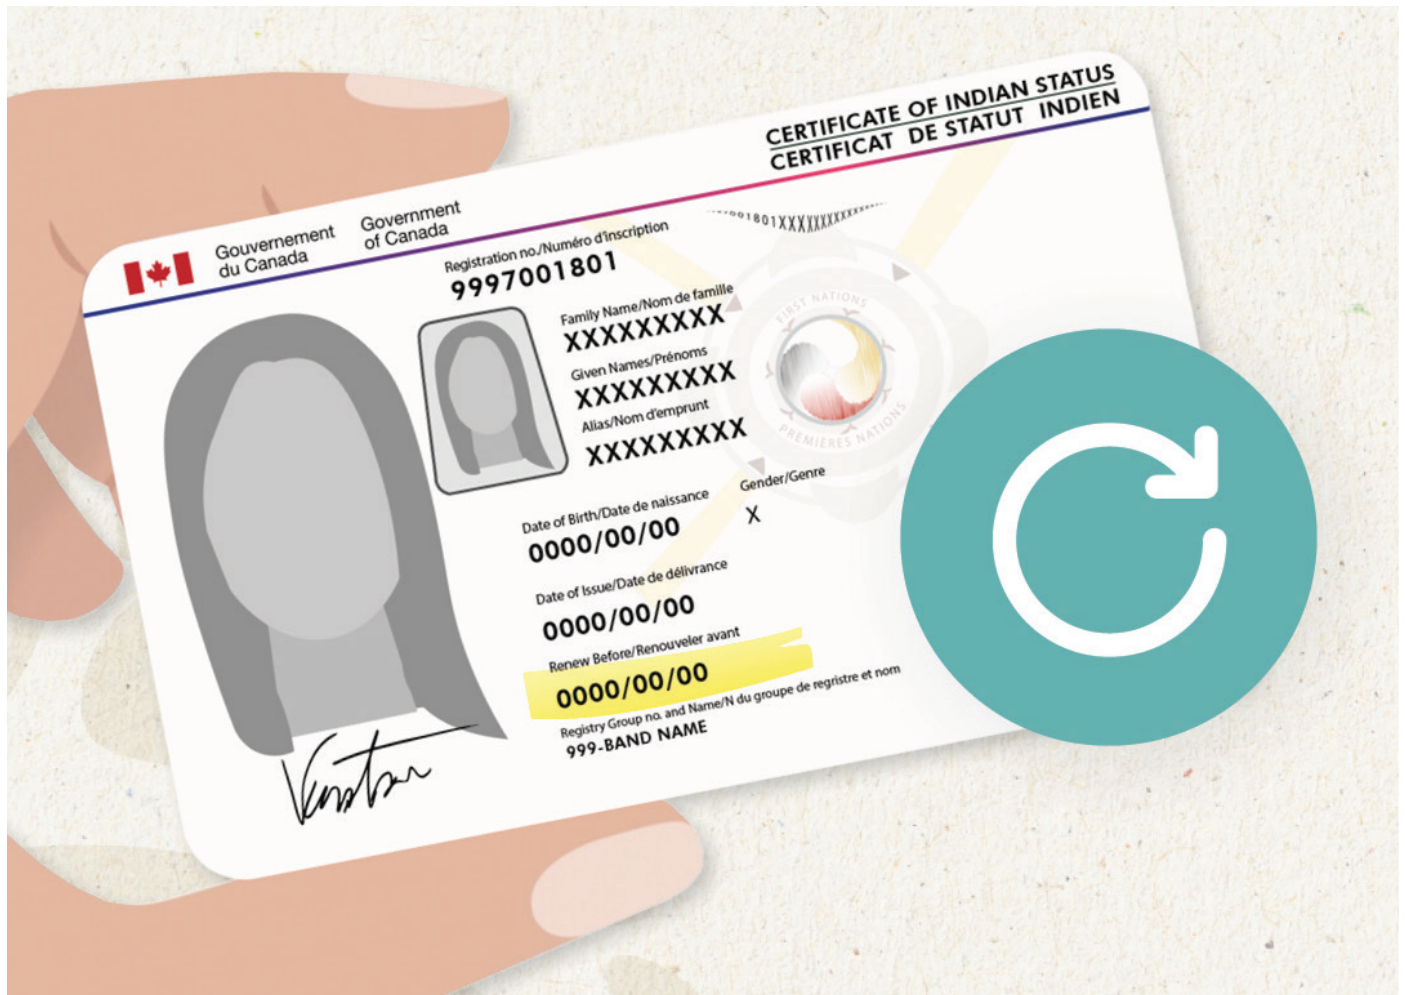 CERTIFICATE OF INDIAN STATUS
CERTIFICAT DE STATUT INDIEN
Gouvernement
du Canada
Government
of Canada
Registration no./Numéro d'inscription
9997001801
Family Name/Nom de famille
XXXXXXXXX
Given Names/Prénoms
XXXXXXXXX
Alias/Nom d'emprunt
XXXXXXXXX
FIRST NATIONS
PREMIÈRES NATIONS
Date of Birth/Date de naissance
0000/00/00
Gender/Genre
X
Date of Issue/Date de délivrance
0000/00/00
Renew Before/Renouveler avant
0000/00/00
Registry Group no. and Name/N du groupe de regristre et nom
999-BAND NAME